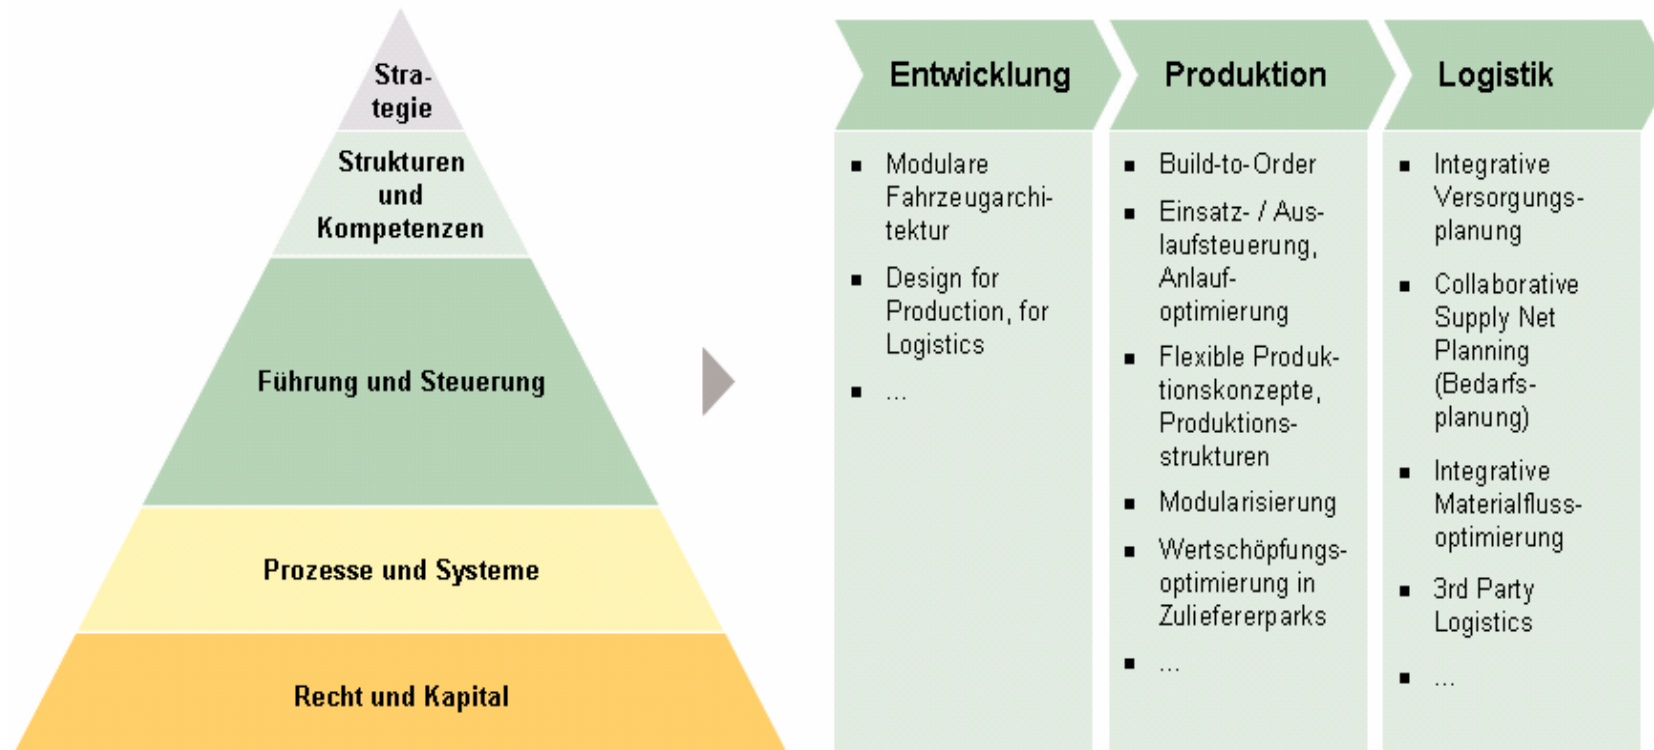 Stra-
tegie
Strukturen
und
Kompetenzen
Führung und Steuerung
Prozesse und Systeme
Recht und Kapital
Entwicklung
▪ Modulare
Fahrzeugarchi-
tektur
▪ Design for
Production, for
Logistics
▪ ...
Produktion
▪ Build-to-Order
▪ Einsatz- / Aus-
laufsteuerung,
Anlauf-
optimierung
▪ Flexible Produk-
tionskonzepte,
Produktions-
strukturen
▪ Modularisierung
▪ Wertschöpfungs-
optimierung in
Zuliefererparks
▪ ...
Logistik
▪ Integrative
Versorgungs-
planung
▪ Collaborative
Supply Net
Planning
(Bedarfs-
planung)
▪ Integrative
Materialfluss-
optimierung
▪ 3rd Party
Logistics
▪ ...